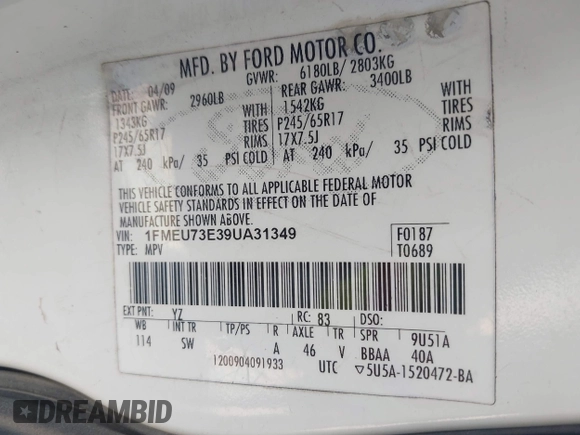 MFD. BY FORD MOTOR CO.
DATE: 04/09 GVWR: 6180LB/ 2803KG
FRONT GAWR: 2960LB REAR GAWR: 3400LB
1343KG 1542KG
P245/65R17 TIRES P245/65R17 TIRES
17X7.5J RIMS 17X7.5J RIMS
AT 240 kPa/ 35 PSI COLD AT 240 kPa/ 35 PSI COLD
THIS VEHICLE CONFORMS TO ALL APPLICABLE FEDERAL MOTOR
VEHICLE SAFETY STANDARDS IN EFFECT ON THE DATE OF
MANUFACTURE SHOWN ABOVE.
VIN: 1FMEU73E39UA31349 F0187
TYPE: MPV T0689
EXT PNT: YZ RC: 83 DSO:
WB INT TR TP/PS R AXLE TR SPR 9U51A
114 SW A 46 V BBAA 40A
1200904091933 UTC ▽5U5A-1520472-BA
DREAMBID